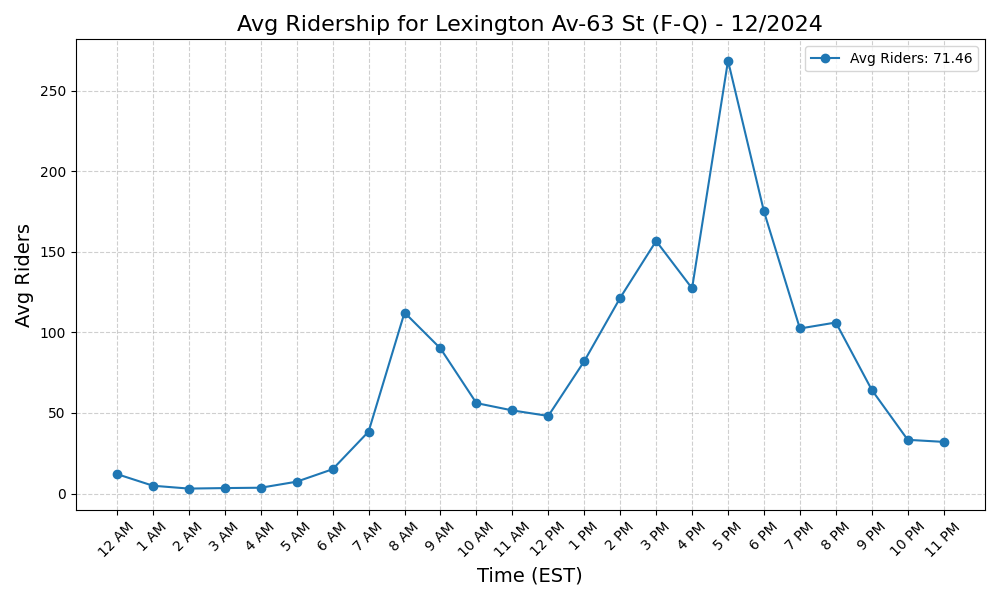 Avg Ridership for Lexington Av-63 St (F-Q) - 12/2024
Avg Riders: 71.46
Avg Riders
250
200
150
100
50
0
12 AM 1 AM 2 AM 3 AM 4 AM 5 AM 6 AM 7 AM 8 AM 9 AM 10 AM 11 AM 12 PM 1 PM 2 PM 3 PM 4 PM 5 PM 6 PM 7 PM 8 PM 9 PM 10 PM 11 PM
Time (EST)